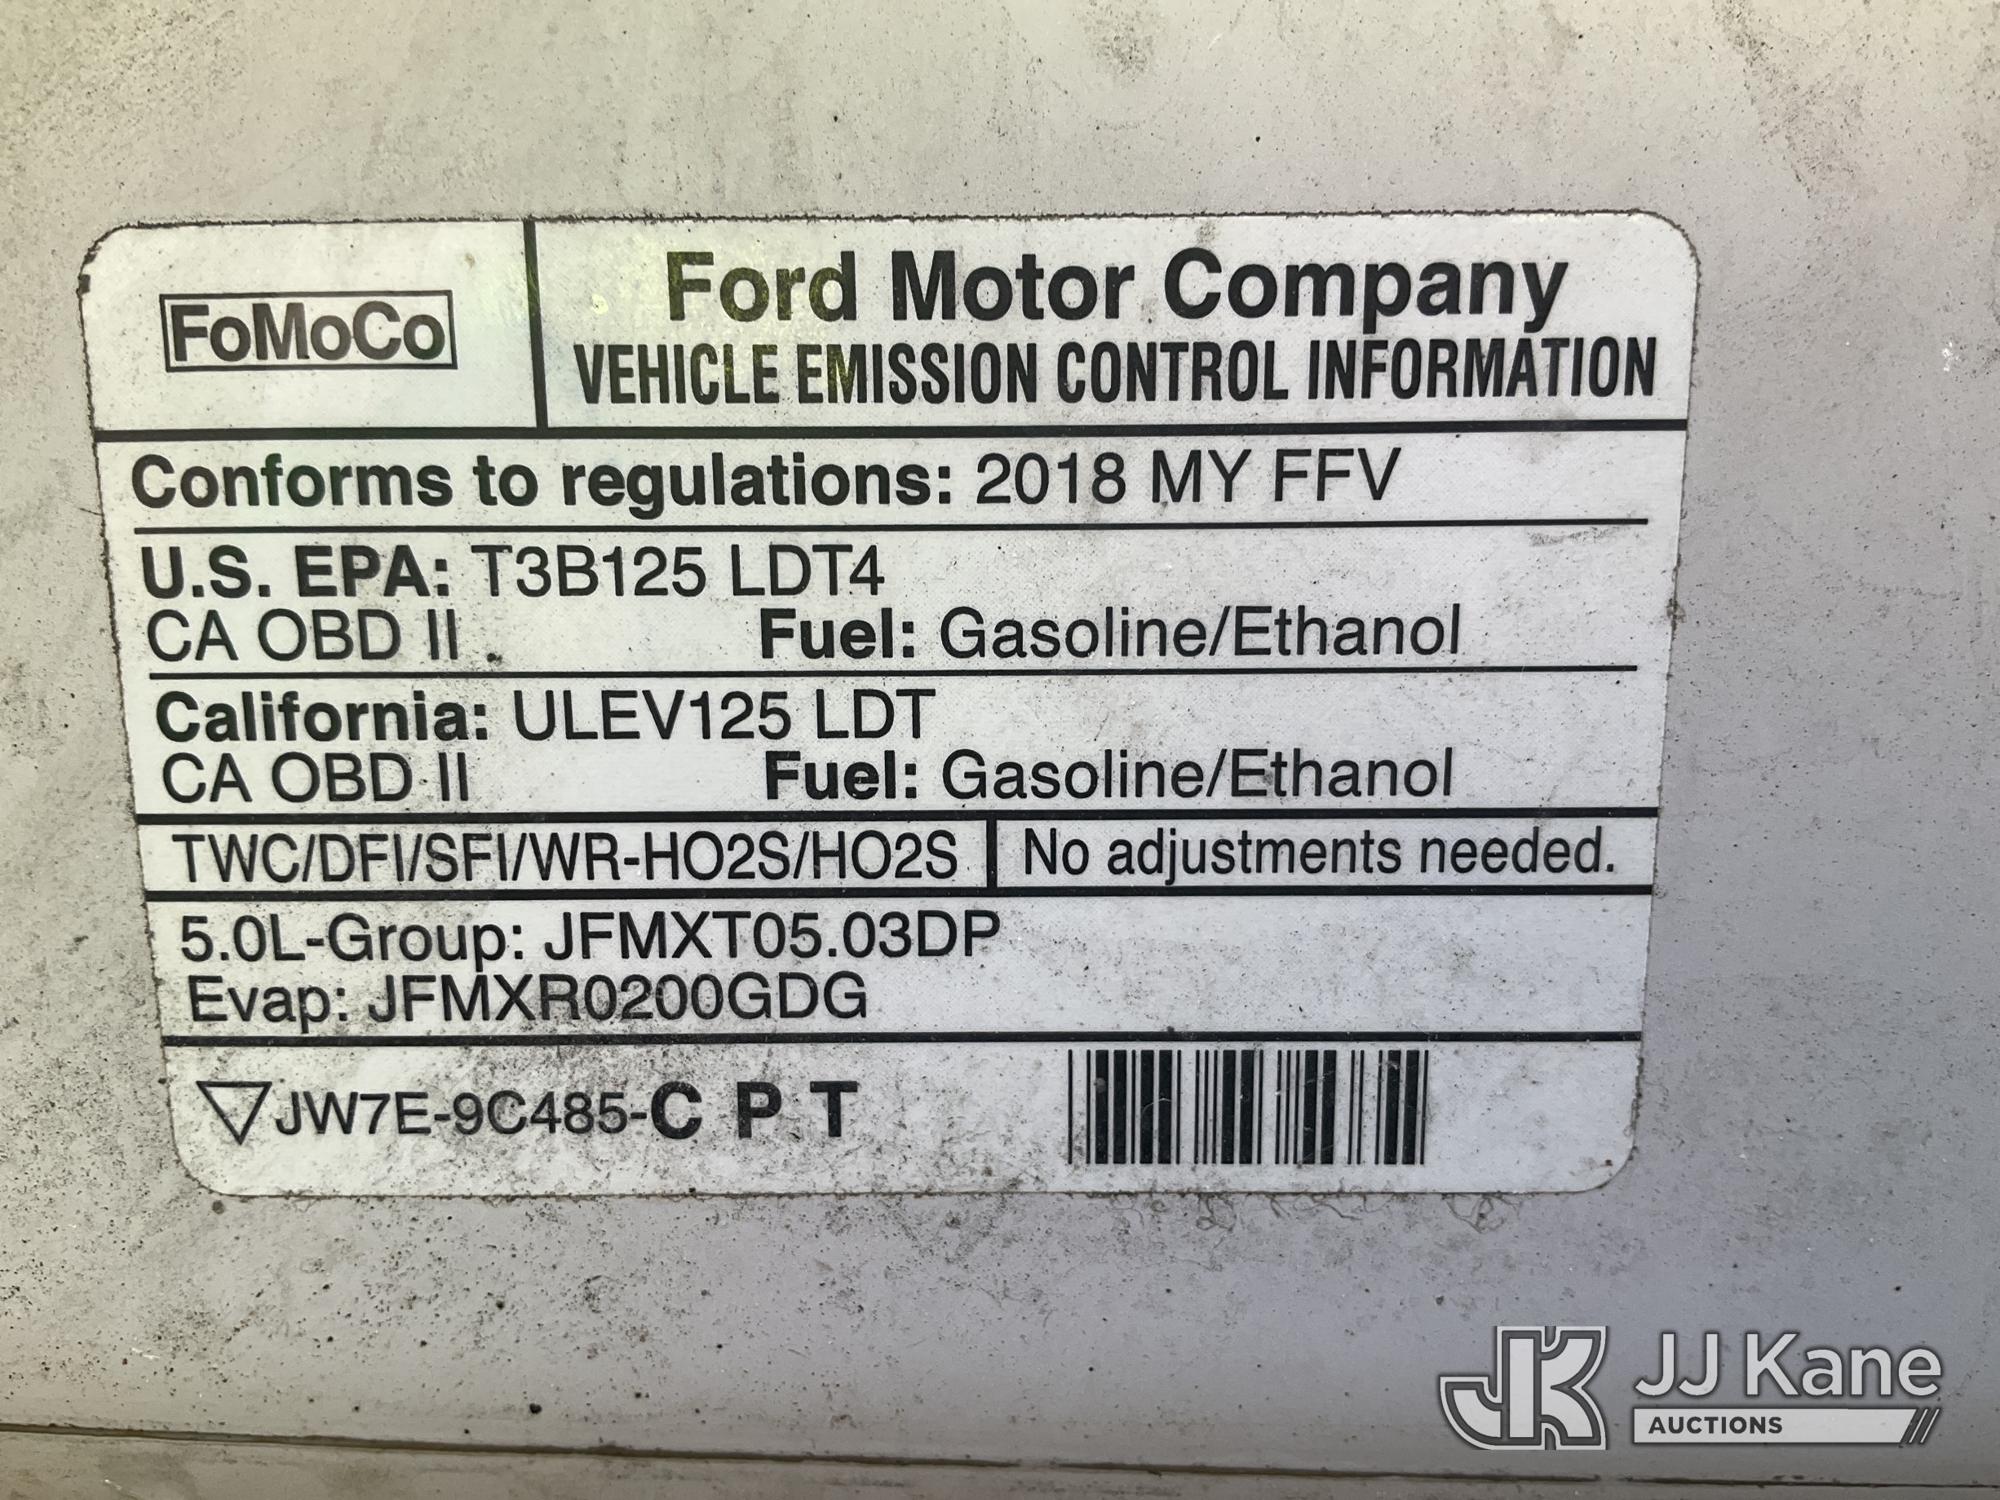 FoMoCo
Ford Motor Company
VEHICLE EMISSION CONTROL INFORMATION
Conforms to regulations: 2018 MY FFV
U.S. EPA: T3B125 LDT4
CA OBD II Fuel: Gasoline/Ethanol
California: ULEV125 LDT
CA OBD II Fuel: Gasoline/Ethanol
TWC/DFI/SFI/WR-HO2S/HO2S No adjustments needed.
5.0L-Group: JFMXT05.03DP
Evap: JFMXR0200GDG
JW7E-9C485-C P T
JK JJ Kane
AUCTIONS